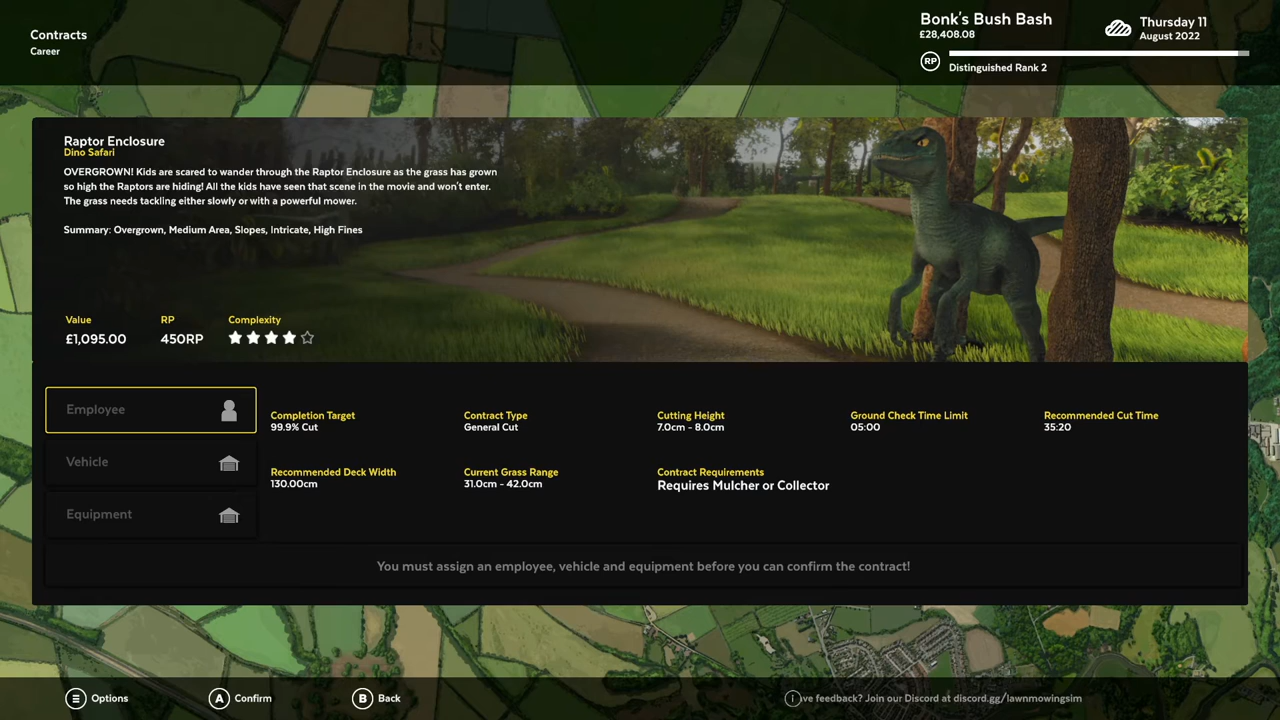 Contracts
Career
Bonk's Bush Bash
£28,408.08
Thursday 11
August 2022
RP
Distinguished Rank 2
Raptor Enclosure
Dino Safari
OVERGROWN! Kids are scared to wander through the Raptor Enclosure as the grass has grown
so high the Raptors are hiding! All the kids have seen that scene in the movie and won't enter.
The grass needs tackling either slowly or with a powerful mower.
Summary: Overgrown, Medium Area, Slopes, Intricate, High Fines
Value RP Complexity
£1,095.00 450RP
Employee
Vehicle
Equipment
Completion Target Contract Type Cutting Height Ground Check Time Limit Recommended Cut Time
99.9% Cut General Cut 7.0cm - 8.0cm 05:00 35:20
Recommended Deck Width Current Grass Range Contract Requirements
130.00cm 31.0cm - 42.0cm Requires Mulcher or Collector
You must assign an employee, vehicle and equipment before you can confirm the contract!
Options A Confirm B Back
i ve feedback? Join our Discord at discord.gg/lawnmowingsim